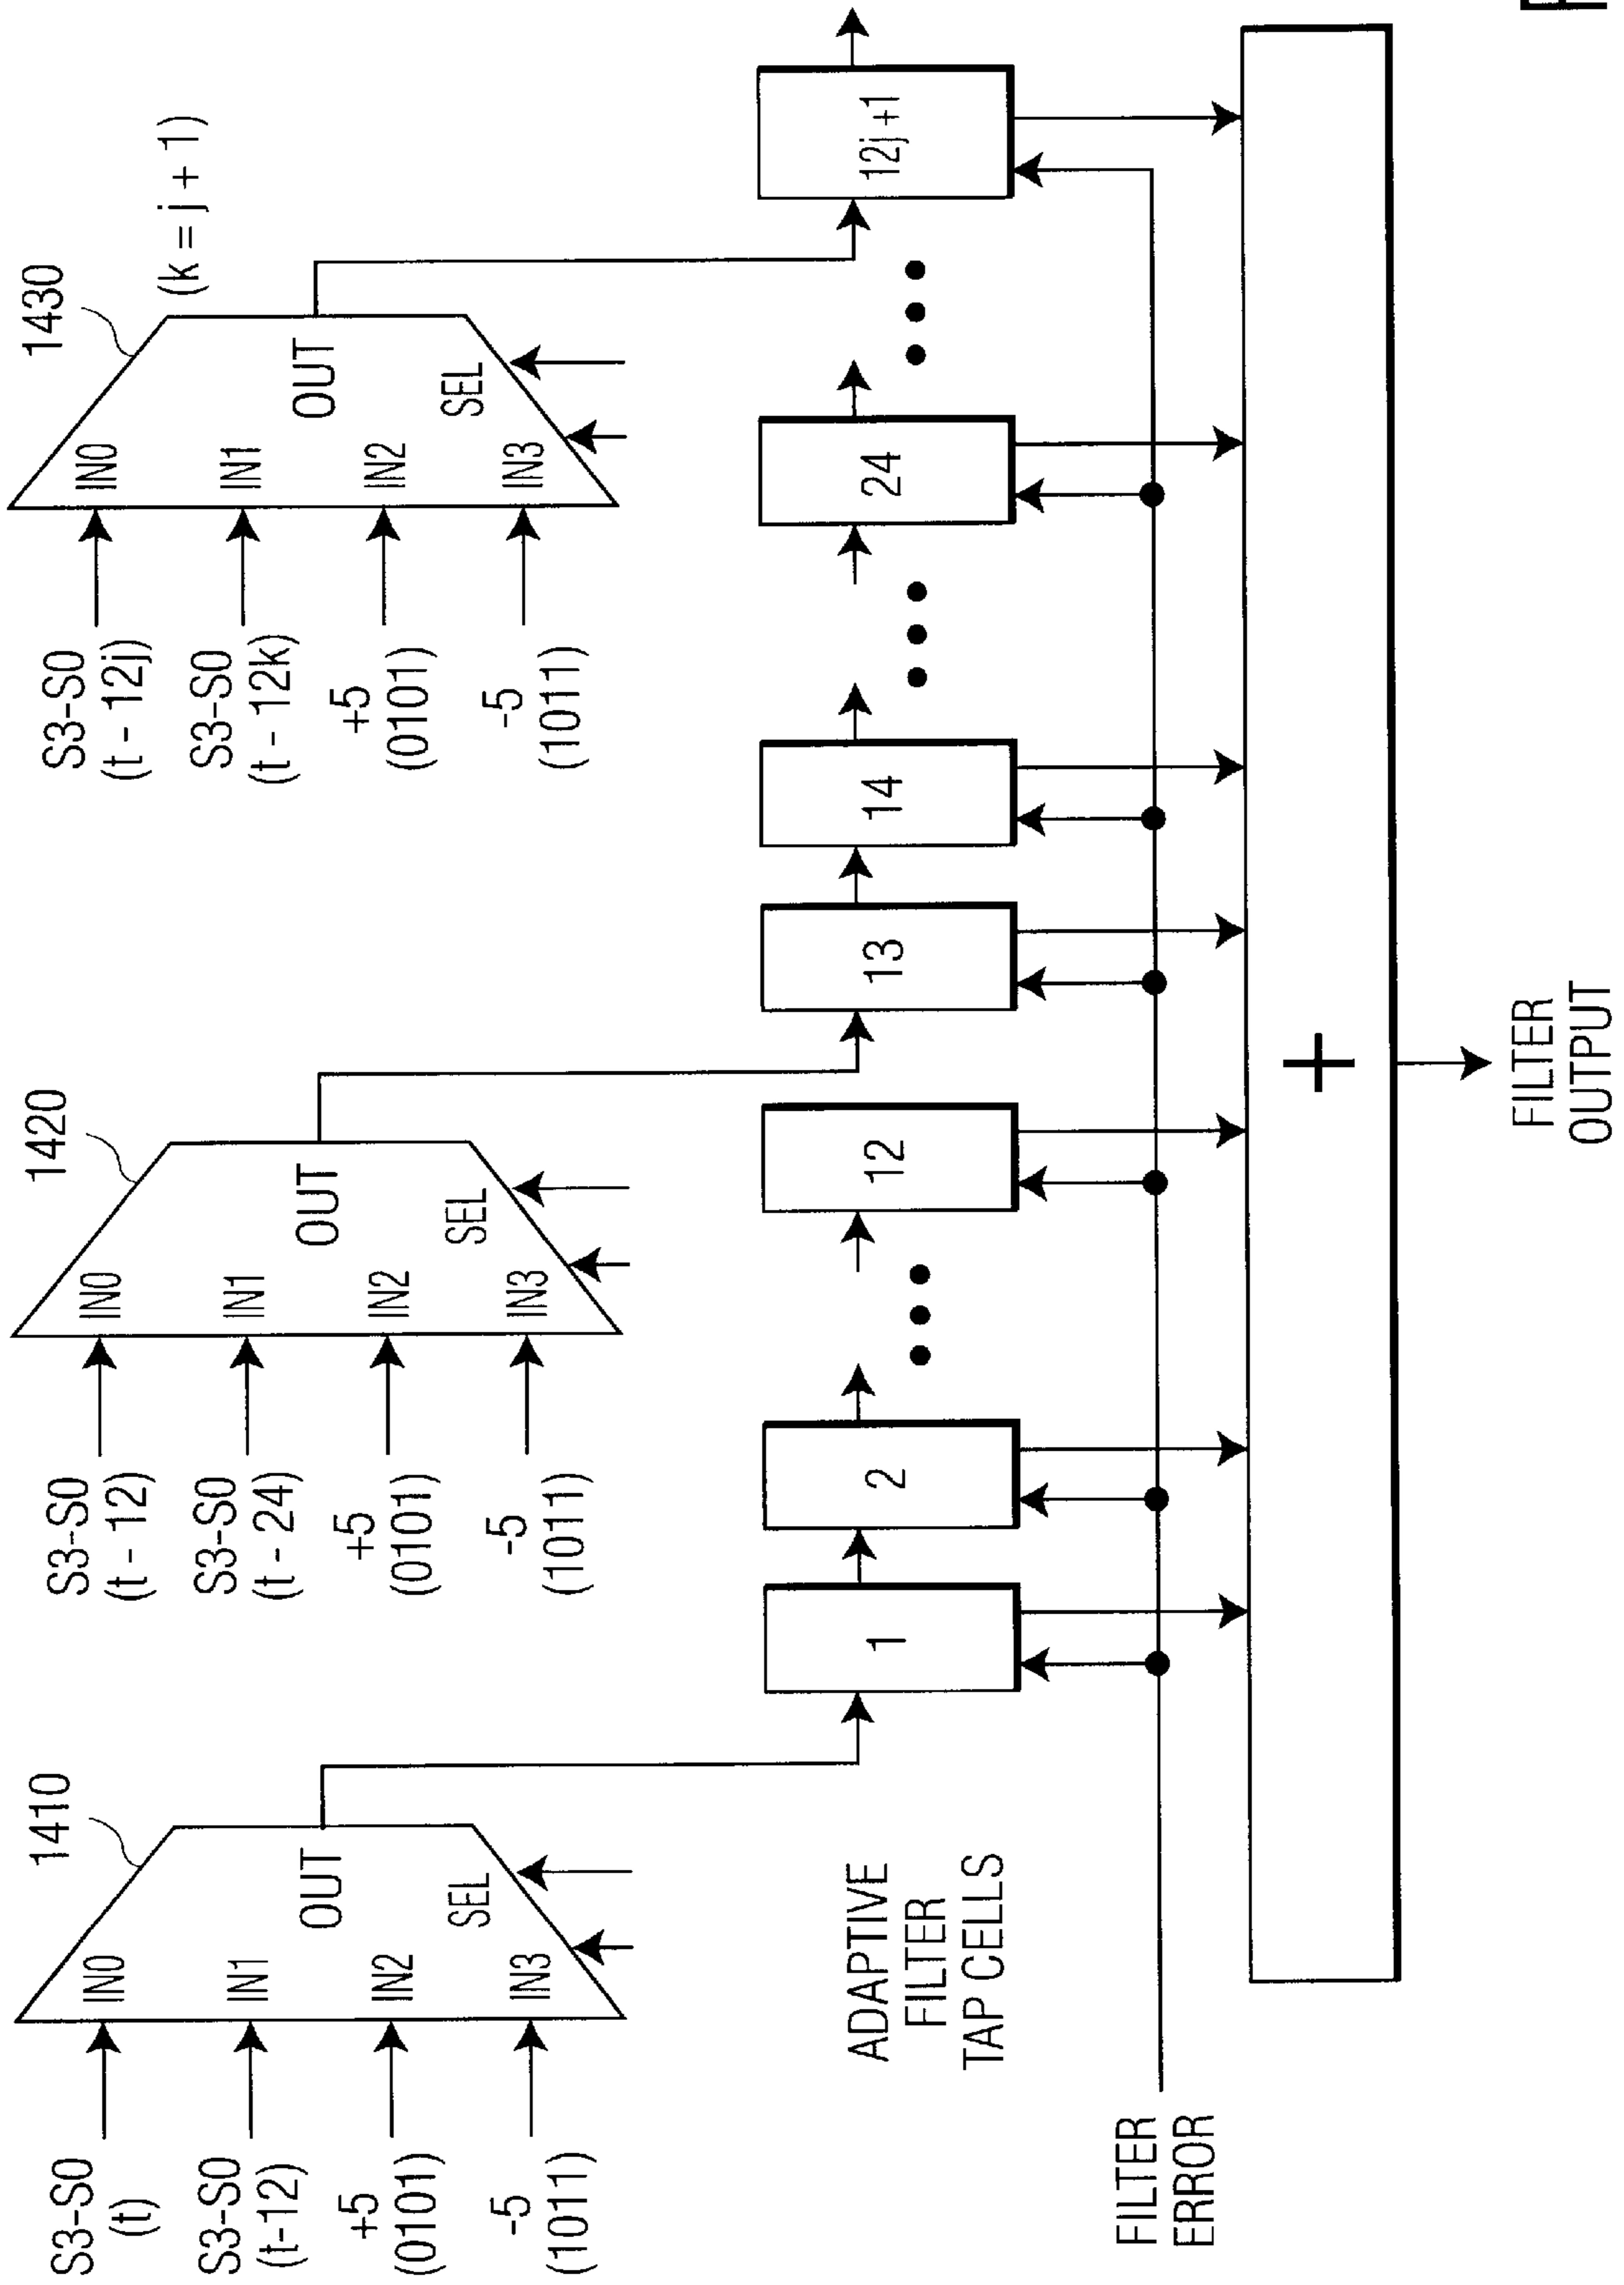 1410
S3-S0
(t)
IN0
S3-S0
(t-12)
IN1
+5
(0101)
IN2
-5
(1011)
IN3
OUT
SEL
1420
S3-S0
(t - 12)
IN0
S3-S0
(t - 24)
IN1
+5
(0101)
IN2
-5
(1011)
IN3
OUT
SEL
1430
(k = j + 1)
S3-S0
(t - 12j)
IN0
S3-S0
(t - 12k)
IN1
+5
(0101)
IN2
-5
(1011)
IN3
OUT
SEL
ADAPTIVE
FILTER
TAP CELLS
1
2
12
13
14
24
12j +1
FILTER
ERROR
+
FILTER
OUTPUT